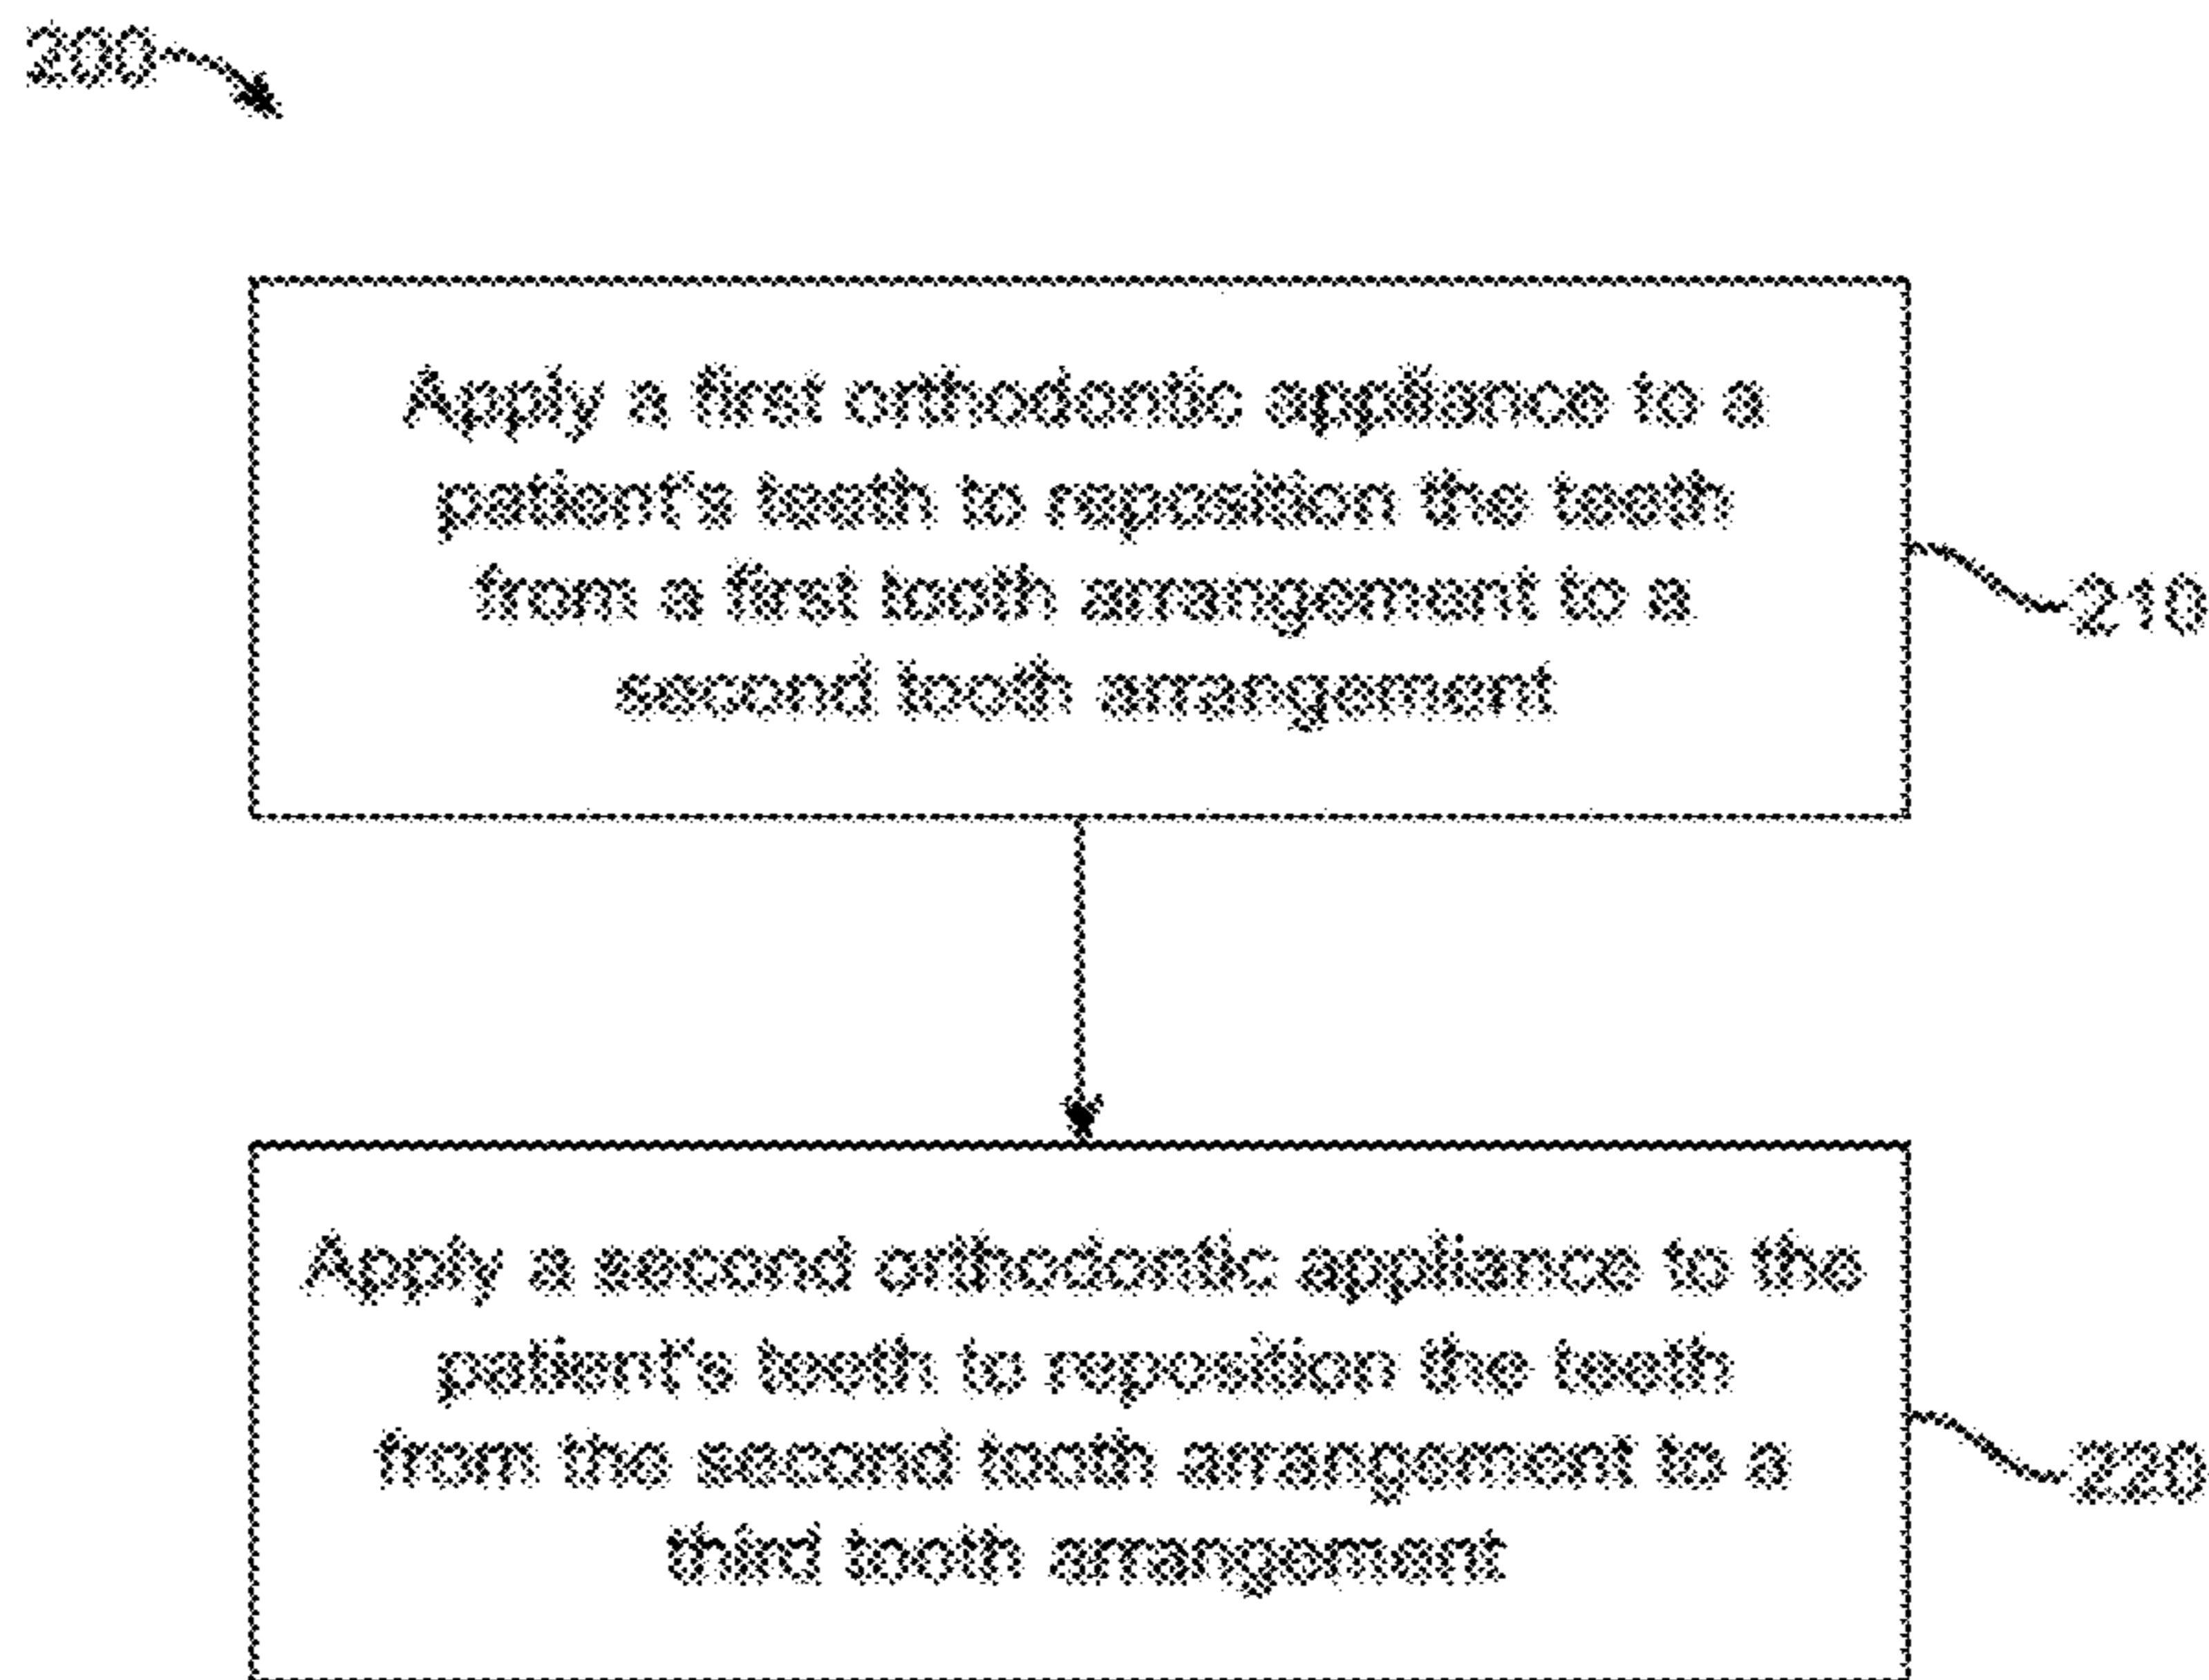 200
Apply a first orthodontic appliance to a
patient's teeth to reposition the teeth
from a first tooth arrangement to a
second tooth arrangement
210
Apply a second orthodontic appliance to the
patient's teeth to reposition the teeth
from the second tooth arrangement to a
third tooth arrangement
220